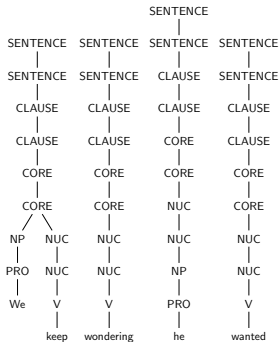 SENTENCE
SENTENCE SENTENCE SENTENCE SENTENCE
SENTENCE SENTENCE CLAUSE SENTENCE
CLAUSE CLAUSE CLAUSE CLAUSE
CLAUSE CLAUSE CORE CLAUSE
CORE CORE CORE CORE
CORE CORE NUC CORE
NP NUC NUC NUC NUC
PRO NUC NUC NP NUC
We V V PRO V
keep wondering he wanted